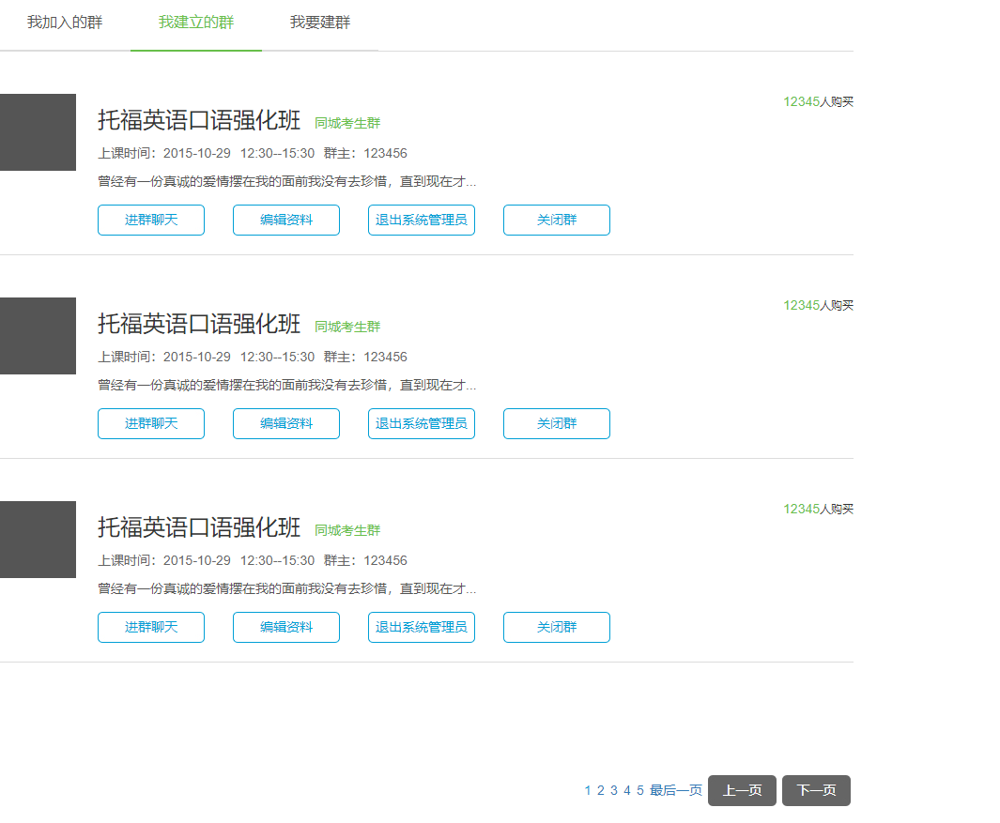 我加入的群 我建立的群 我要建群
12345人购买
托福英语口语强化班 同城考生群
上课时间：2015-10-29 12:30--15:30 群主：123456
曾经有一份真诚的爱情摆在我的面前我没有去珍惜，直到现在才...
进群聊天 编辑资料 退出系统管理员 关闭群
12345人购买
托福英语口语强化班 同城考生群
上课时间：2015-10-29 12:30--15:30 群主：123456
曾经有一份真诚的爱情摆在我的面前我没有去珍惜，直到现在才...
进群聊天 编辑资料 退出系统管理员 关闭群
12345人购买
托福英语口语强化班 同城考生群
上课时间：2015-10-29 12:30--15:30 群主：123456
曾经有一份真诚的爱情摆在我的面前我没有去珍惜，直到现在才...
进群聊天 编辑资料 退出系统管理员 关闭群
1 2 3 4 5 最后一页 上一页 下一页